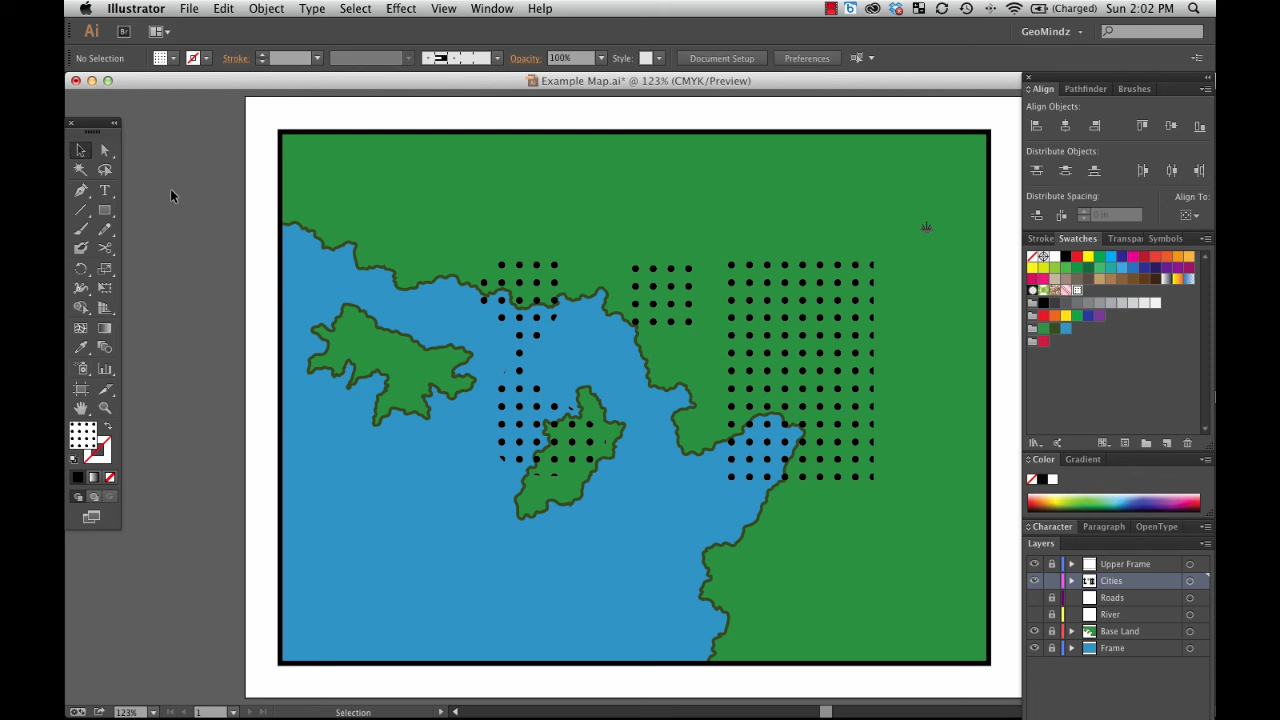 Illustrator File Edit Object Type Select Effect View Window Help (Charged) Sun 2:02 PM
Ai Br GeoMindz
No Selection Stroke: Opacity: 100% Style: Document Setup Preferences
Example Map.ai* @ 123% (CMYK/Preview)
Align Pathfinder Brushes
Align Objects:
Distribute Objects:
Distribute Spacing: Align To:
0 in
Stroke Swatches Transpa Symbols
T
Color Gradient
Character Paragraph OpenType
Layers
Upper Frame
Cities
Roads
River
Base Land
Frame
123% 1 Selection